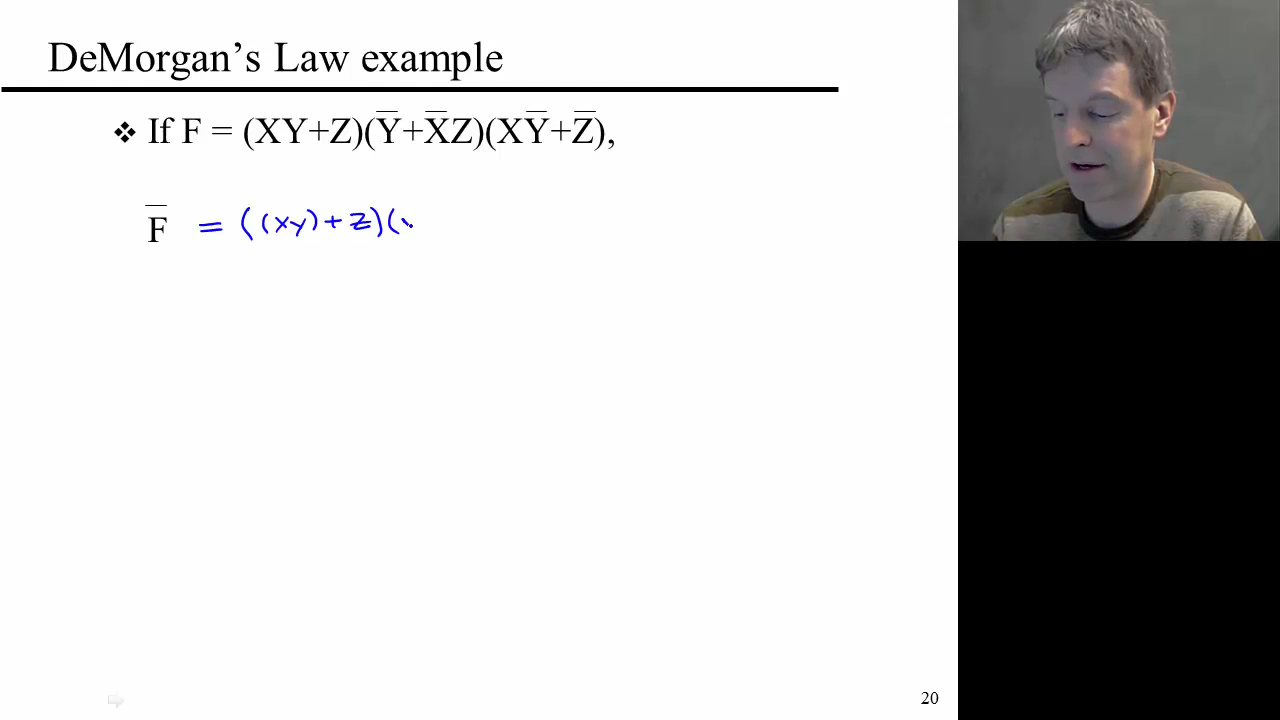 DeMorgan’s Law example
❖ If F = (XY+Z)(Y̅+X̅Z)(XY̅+Z̅),
F̅ = ((XY)+Z)(
20